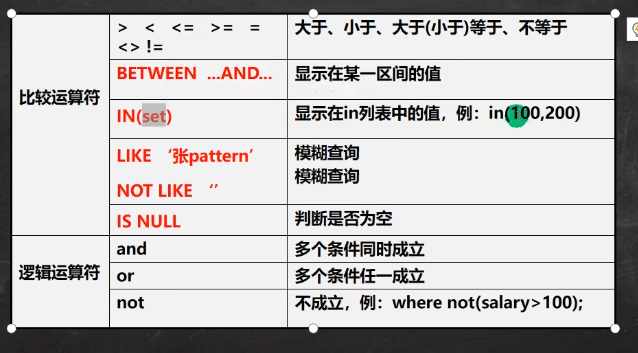 比较运算符
> < <= >= =
<> !=
大于、小于、大于(小于)等于、不等于
BETWEEN ...AND...
显示在某一区间的值
IN(set)
显示在in列表中的值，例：in(100,200)
LIKE ‘张pattern’
NOT LIKE ‘’
模糊查询
模糊查询
IS NULL
判断是否为空
逻辑运算符
and
多个条件同时成立
or
多个条件任一成立
not
不成立，例：where not(salary>100);